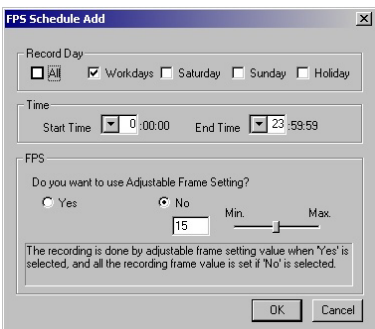 FPS Schedule Add
Record Day
All Workdays Saturday Sunday Holiday
Time
Start Time 0 :00:00 End Time 23 :59:59
FPS
Do you want to use Adjustable Frame Setting?
Yes No
15 Min. Max.
The recording is done by adjustable frame setting value when 'Yes' is
selected, and all the recording frame value is set if 'No' is selected.
OK Cancel